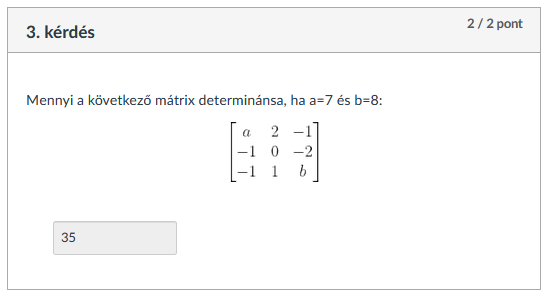 3. kérdés
2 / 2 pont
Mennyi a következő mátrix determinánsa, ha a=7 és b=8:
a 2 −1
−1 0 −2
−1 1 b
35